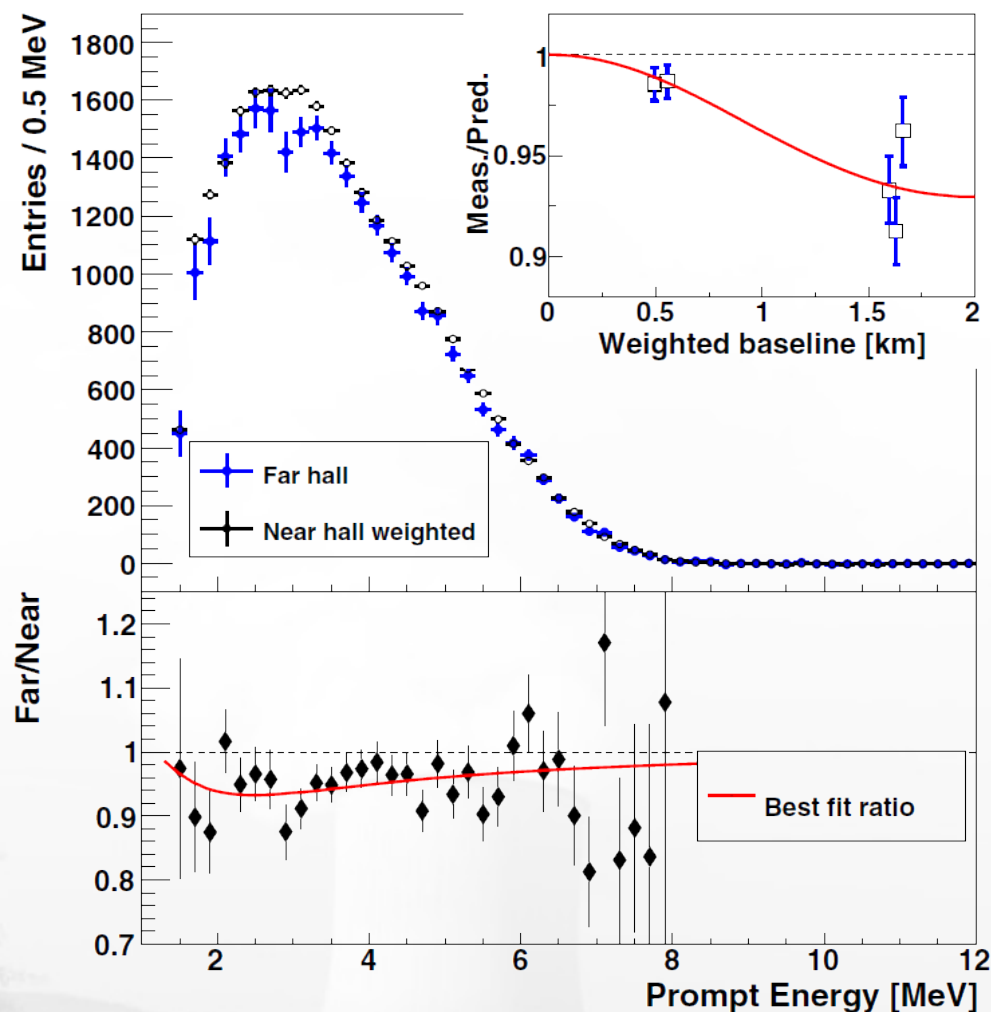 Entries / 0.5 MeV
1800
1600
1400
1200
1000
800
600
400
200
0
Far hall
Near hall weighted
Meas./Pred.
1
0.95
0.9
0 0.5 1 1.5 2
Weighted baseline [km]
Far/Near
1.2
1.1
1
0.9
0.8
0.7
Best fit ratio
2 4 6 8 10 12
Prompt Energy [MeV]